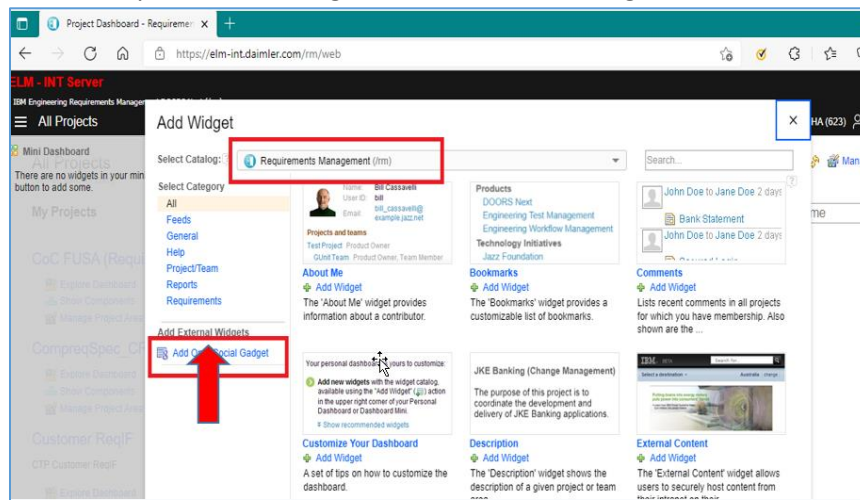 Project Dashboard - Requiremen
https://elm-int.daimler.com/rm/web
ELM - INT Server
IBM Engineering Requirements Manager
All Projects
HA (623)
Add Widget
Mini Dashboard
All Projects
There are no widgets in your min
button to add some.
Man
Select Catalog:
Requirements Management (/rm)
Search...
Select Category
All
Feeds
General
Help
Project/Team
Reports
Requirements
Add External Widgets
Add Social Gadget
My Projects
me
CoC FUSA (Requi
Explore Dashboard
Show Components
Manage Project Area
CompreqSpec_C
Explore Dashboard
Show Components
Manage Project Area
Customer ReqIF
CTP Customer ReqIF
Explore Dashboard
Name: Bill Cassavelli
User ID: bill
Email: bill_cassavelli@
example.jazz.net
Projects and teams
Test Project Product Owner
GUnit Team Product Owner, Team Member
About Me
Add Widget
The 'About Me' widget provides
information about a contributor.
Products
DOORS Next
Engineering Test Management
Engineering Workflow Management
Technology Initiatives
Jazz Foundation
Bookmarks
Add Widget
The 'Bookmarks' widget provides a
customizable list of bookmarks.
John Doe to Jane Doe 2 days
Bank Statement
John Doe to Jane Doe 2 days
Comments
Add Widget
Lists recent comments in all projects
for which you have membership. Also
shown are the ...
Your personal dashboard is yours to customize:
Add new widgets with the widget catalog,
available using the "Add Widget" ( ) action
in the upper right corner of your Personal
Dashboard or Dashboard Mini.
Show recommended widgets
Customize Your Dashboard
Add Widget
A set of tips on how to customize the
dashboard.
JKE Banking (Change Management)
The purpose of this project is to
coordinate the development and
delivery of JKE Banking applications.
Description
Add Widget
The 'Description' widget shows the
description of a given project or team
area.
IBM
Select a destination
Australia change
External Content
Add Widget
The 'External Content' widget allows
users to securely host content from
their intranet on their